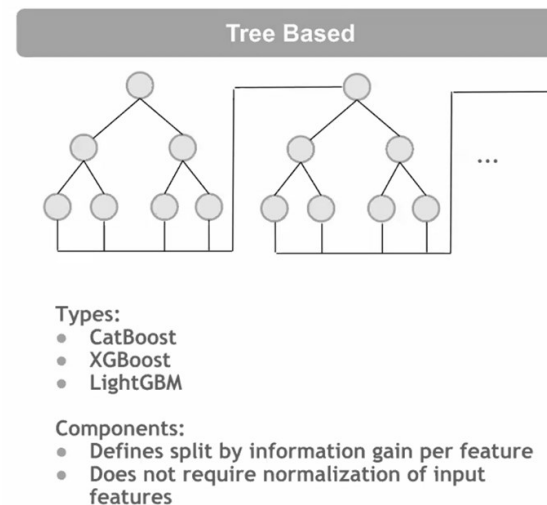 Tree Based
...
Types:
● CatBoost
● XGBoost
● LightGBM
Components:
● Defines split by information gain per feature
● Does not require normalization of input
features